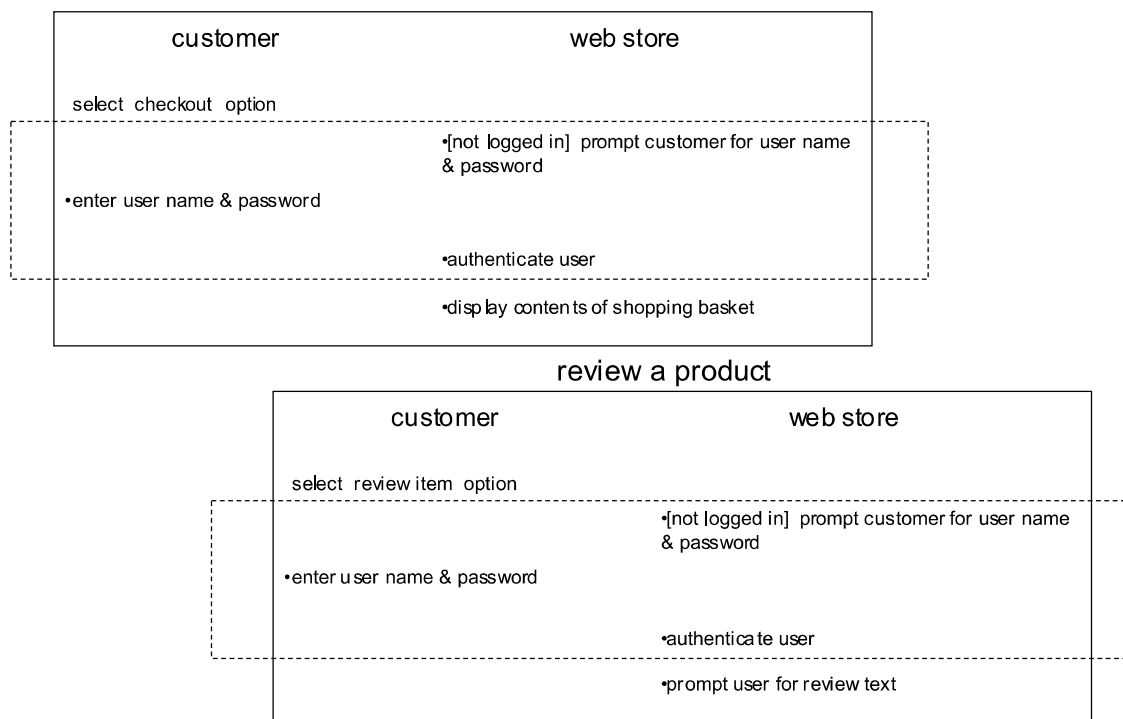 customer web store
select checkout option
•[not logged in] prompt customer for user name
& password
•enter user name & password
•authenticate user
•display contents of shopping basket
review a product
customer web store
select review item option
•[not logged in] prompt customer for user name
& password
•enter user name & password
•authenticate user
•prompt user for review text